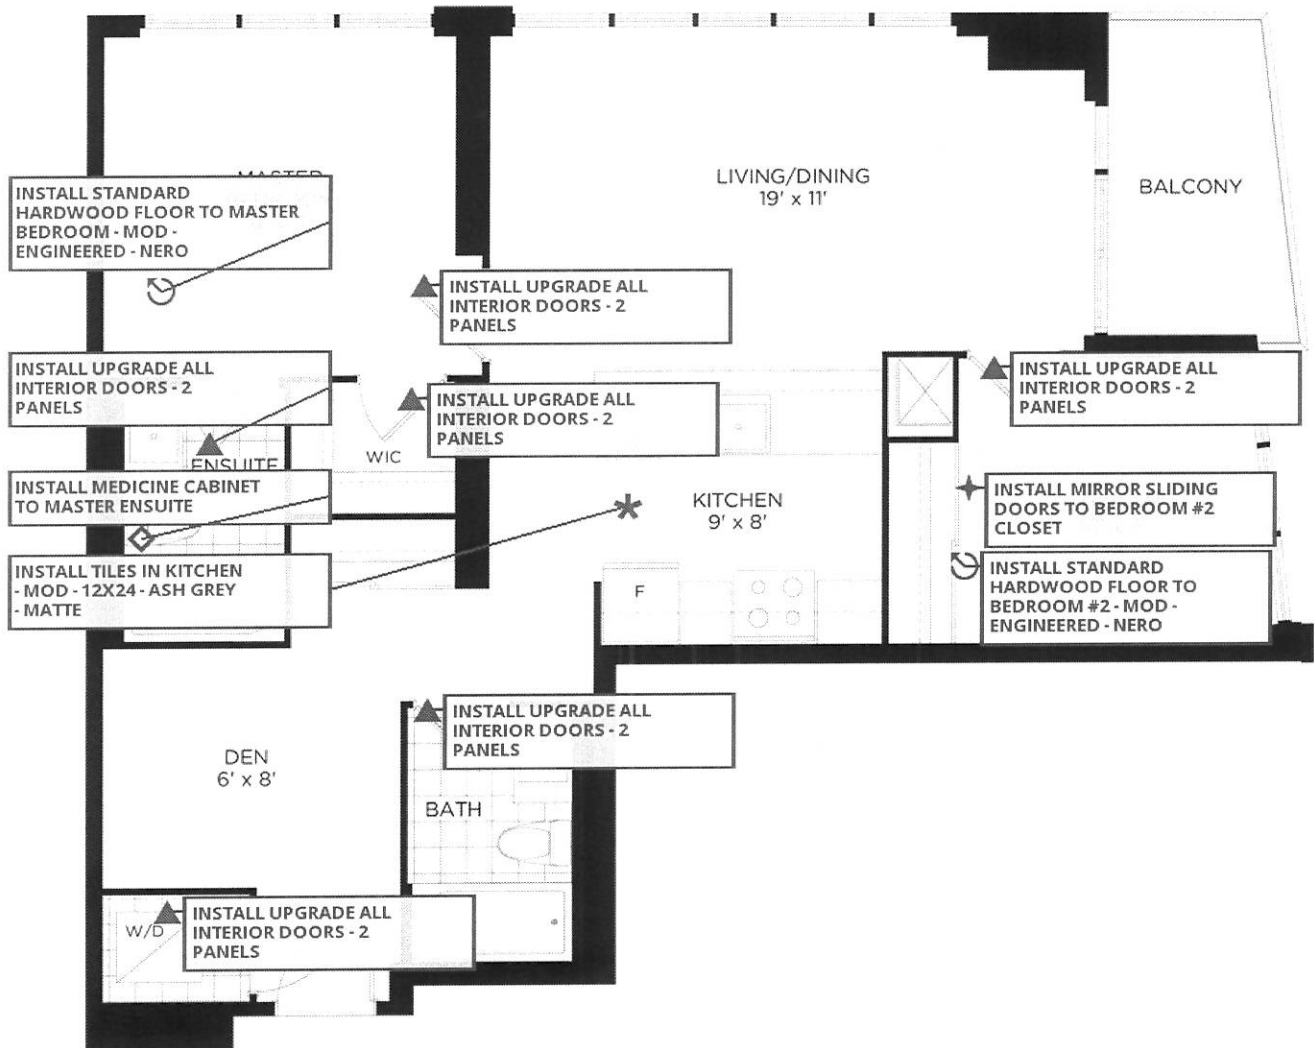 MASTER
INSTALL STANDARD
HARDWOOD FLOOR TO MASTER
BEDROOM - MOD -
ENGINEERED - NERO
LIVING/DINING
19' x 11'
BALCONY
INSTALL UPGRADE ALL
INTERIOR DOORS - 2
PANELS
INSTALL UPGRADE ALL
INTERIOR DOORS - 2
PANELS
INSTALL UPGRADE ALL
INTERIOR DOORS - 2
PANELS
INSTALL UPGRADE ALL
INTERIOR DOORS - 2
PANELS
ENSUITE
WIC
INSTALL MEDICINE CABINET
TO MASTER ENSUITE
KITCHEN
9' x 8'
INSTALL MIRROR SLIDING
DOORS TO BEDROOM #2
CLOSET
INSTALL TILES IN KITCHEN
- MOD - 12X24 - ASH GREY
- MATTE
F
INSTALL STANDARD
HARDWOOD FLOOR TO
BEDROOM #2 - MOD -
ENGINEERED - NERO
INSTALL UPGRADE ALL
INTERIOR DOORS - 2
PANELS
DEN
6' x 8'
BATH
W/D
INSTALL UPGRADE ALL
INTERIOR DOORS - 2
PANELS